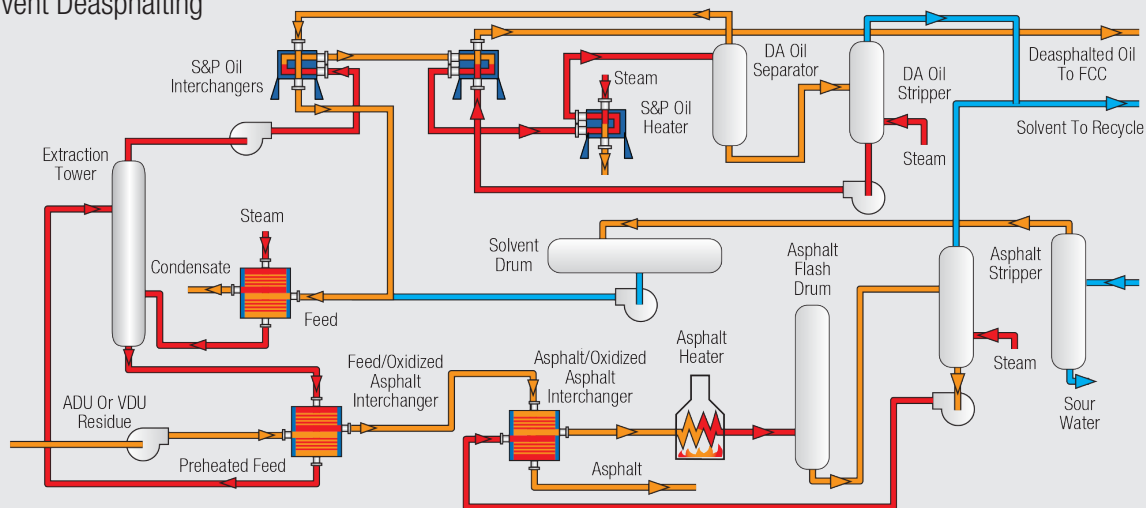 vent Deasphalting
S&P Oil
Interchangers
Steam
S&P Oil
Heater
DA Oil
Separator
DA Oil
Stripper
Deasphalted Oil
To FCC
Solvent To Recycle
Steam
Extraction
Tower
Steam
Condensate
Feed
Solvent
Drum
Asphalt
Flash
Drum
Asphalt
Stripper
Steam
Sour
Water
Feed/Oxidized
Asphalt
Interchanger
Asphalt/Oxidized
Asphalt
Interchanger
Asphalt
Heater
ADU Or VDU
Residue
Preheated Feed
Asphalt